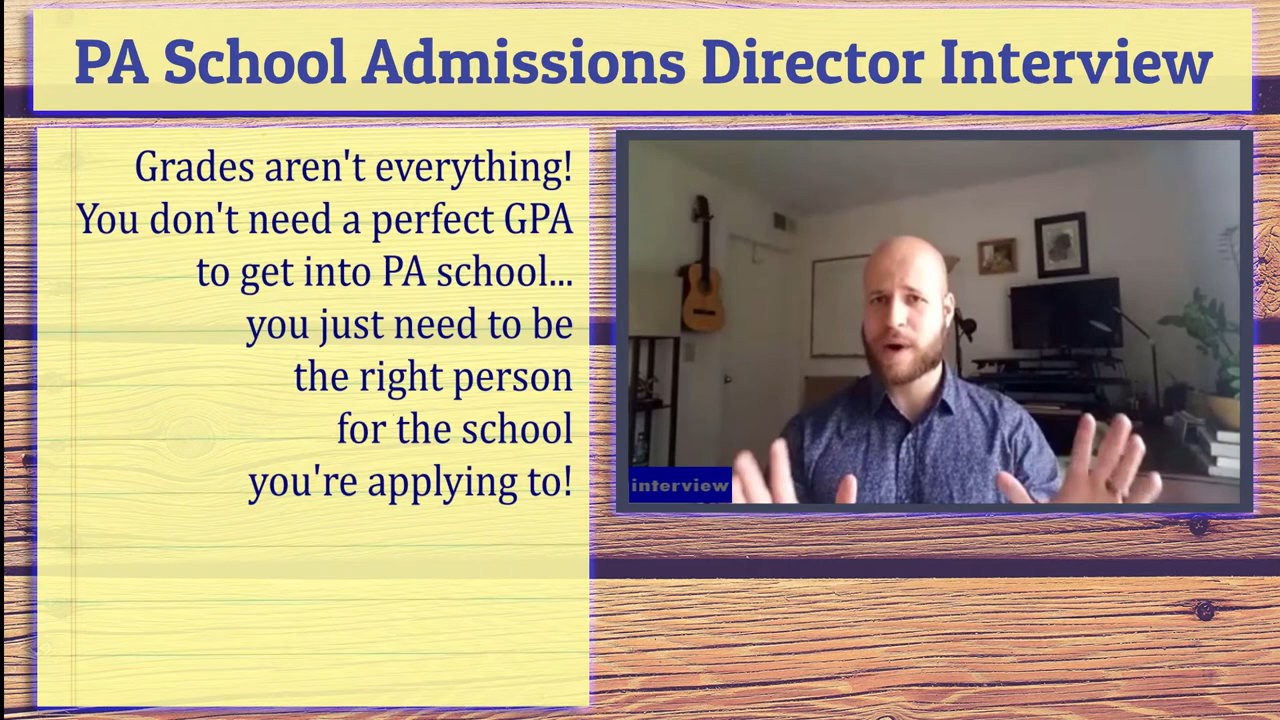 PA School Admissions Director Interview
Grades aren't everything!
You don't need a perfect GPA
to get into PA school...
you just need to be
the right person
for the school
you're applying to!
interview